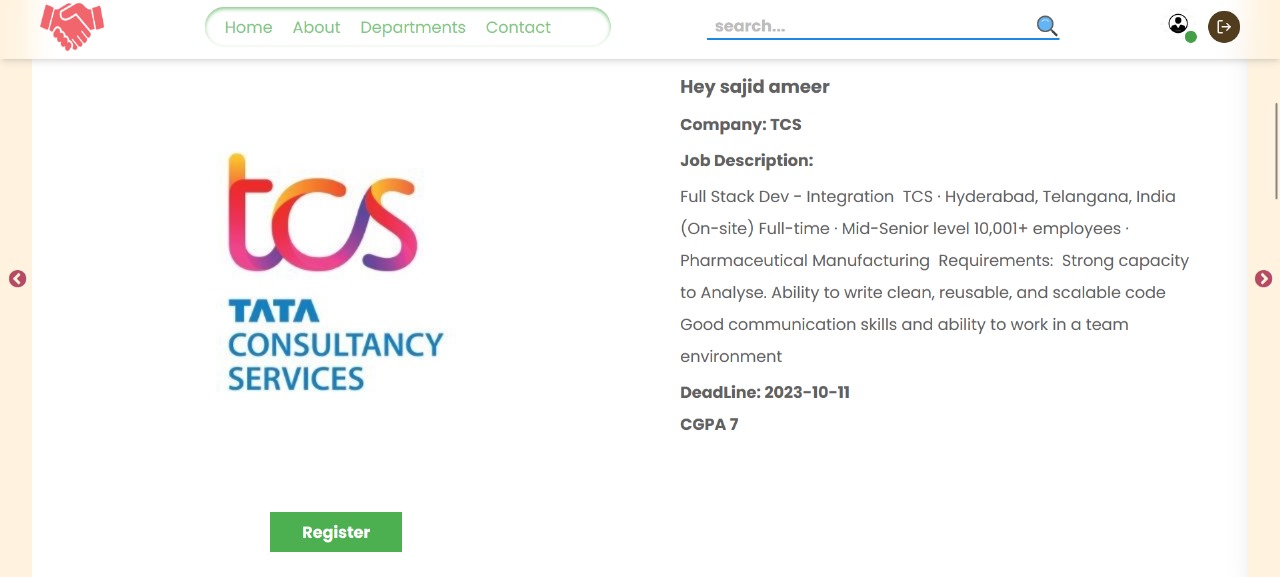 Home About Departments Contact
search...
tcs
TATA
CONSULTANCY
SERVICES
Register
Hey sajid ameer
Company: TCS
Job Description:
Full Stack Dev - Integration  TCS · Hyderabad, Telangana, India
(On-site) Full-time · Mid-Senior level 10,001+ employees ·
Pharmaceutical Manufacturing  Requirements:  Strong capacity
to Analyse. Ability to write clean, reusable, and scalable code
Good communication skills and ability to work in a team
environment
DeadLine: 2023-10-11
CGPA 7